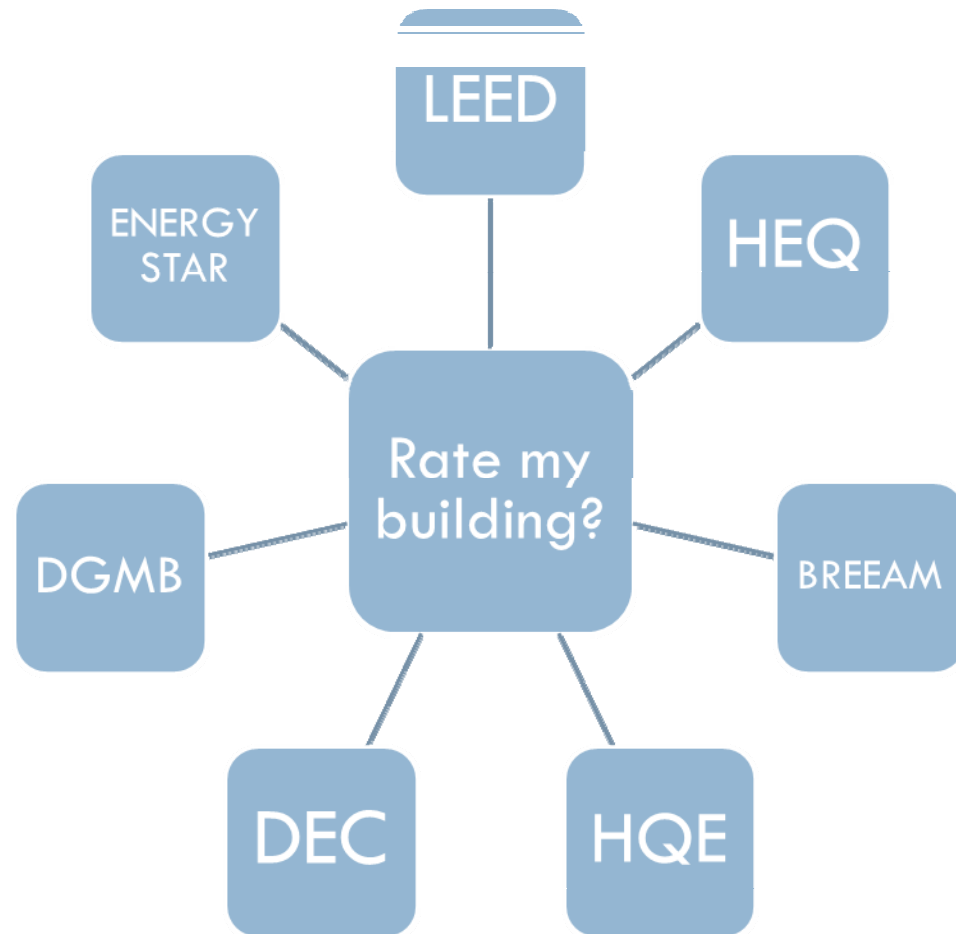 LEED
HEQ
BREEAM
HQE
DEC
DGMB
ENERGY
STAR
Rate my
building?